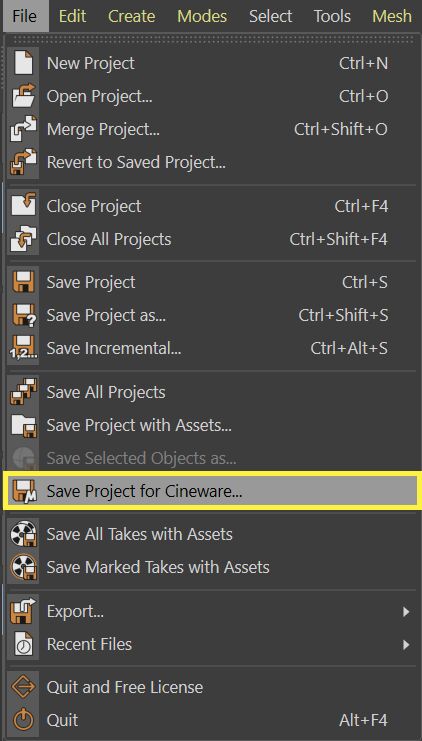 File Edit Create Modes Select Tools Mesh
New Project Ctrl+N
Open Project... Ctrl+O
Merge Project... Ctrl+Shift+O
Revert to Saved Project...
Close Project Ctrl+F4
Close All Projects Ctrl+Shift+F4
Save Project Ctrl+S
Save Project as... Ctrl+Shift+S
1,2... Save Incremental... Ctrl+Alt+S
Save All Projects
Save Project with Assets...
Save Selected Objects as...
Save Project for Cineware...
Save All Takes with Assets
Save Marked Takes with Assets
Export...
Recent Files
Quit and Free License
Quit Alt+F4